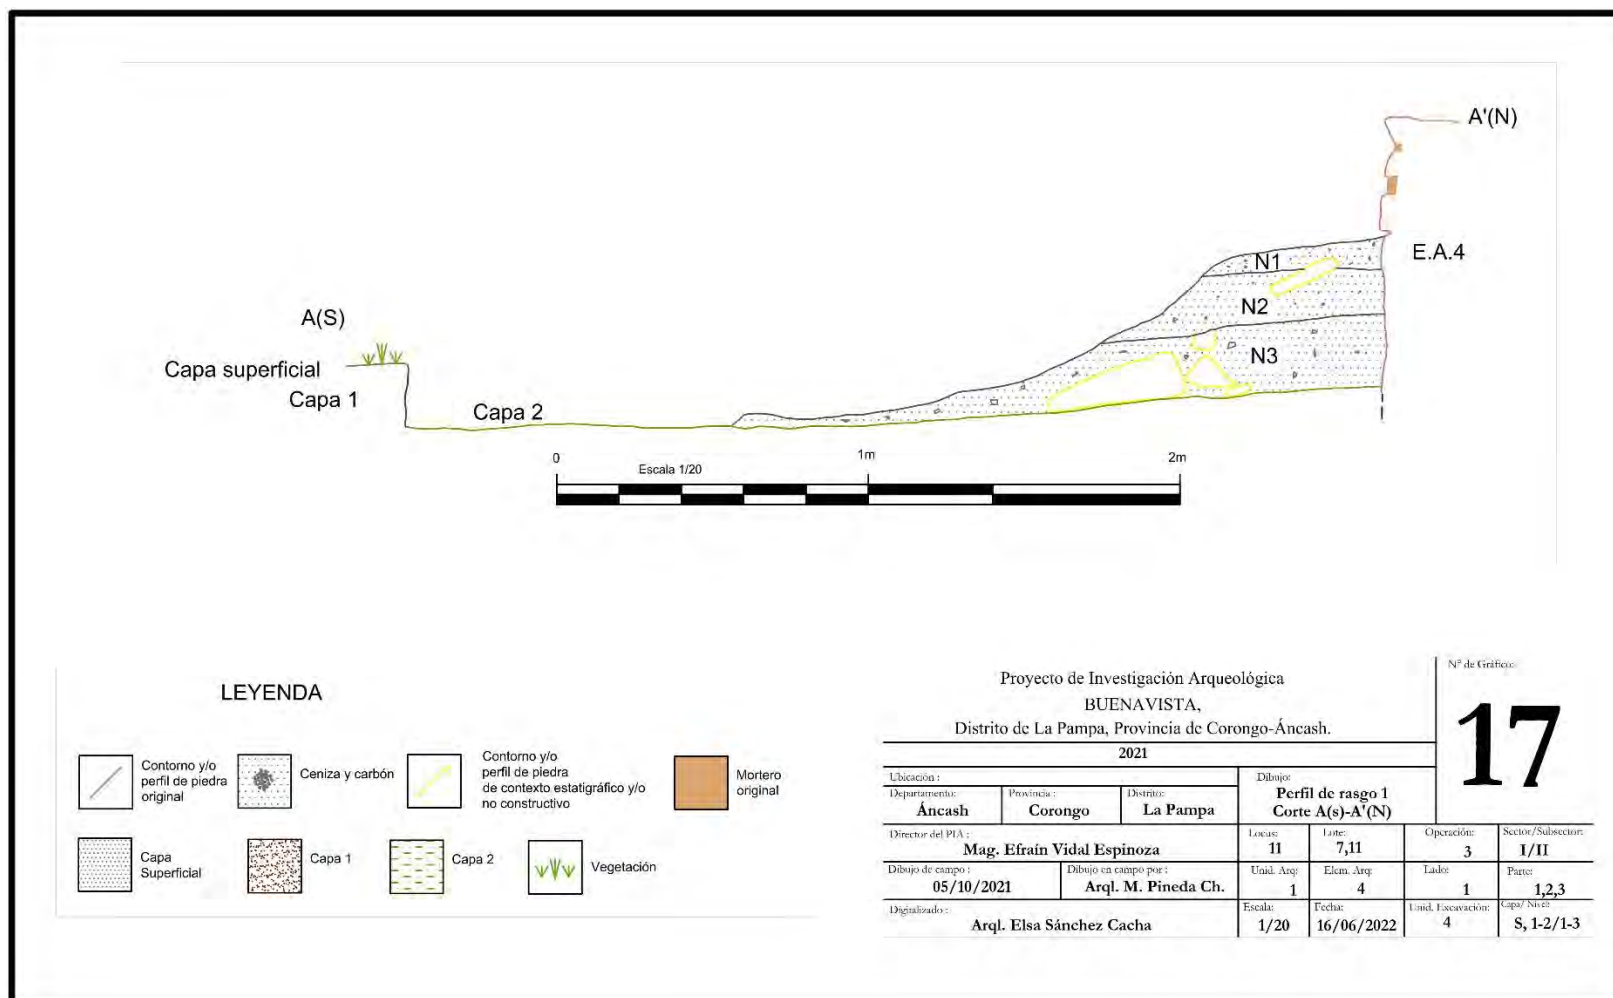 A'(N)
E.A.4
N1
N2
N3
A(S)
Capa superficial
Capa 1
Capa 2
0
1m
2m
Escala 1/20
LEYENDA
Contorno y/o
perfil de piedra
original
Ceniza y carbón
Contorno y/o
perfil de piedra
de contexto estatigráfico y/o
no constructivo
Mortero
original
Capa
Superficial
Capa 1
Capa 2
Vegetación
Proyecto de Investigación Arqueológica
BUENAVISTA,
Distrito de La Pampa, Provincia de Corongo-Áncash.
2021
N° de Gráfico:
17
Ubicación :
Departamento:
Áncash
Provincia :
Corongo
Distrito:
La Pampa
Dibujo:
Perfil de rasgo 1
Corte A(s)-A'(N)
Director del PIA :
Mag. Efraín Vidal Espinoza
Locus:
11
Lote:
7,11
Operación:
3
Sector/Subsector:
I/II
Dibujo de campo :
05/10/2021
Dibujo en campo por :
Arql. M. Pineda Ch.
Unid. Arq:
1
Elem. Arq:
4
Lado:
1
Parte:
1,2,3
Digitalizado :
Arql. Elsa Sánchez Cacha
Escala:
1/20
Fecha:
16/06/2022
Unid. Excavación:
4
Capa/ Nivel:
S, 1-2/1-3